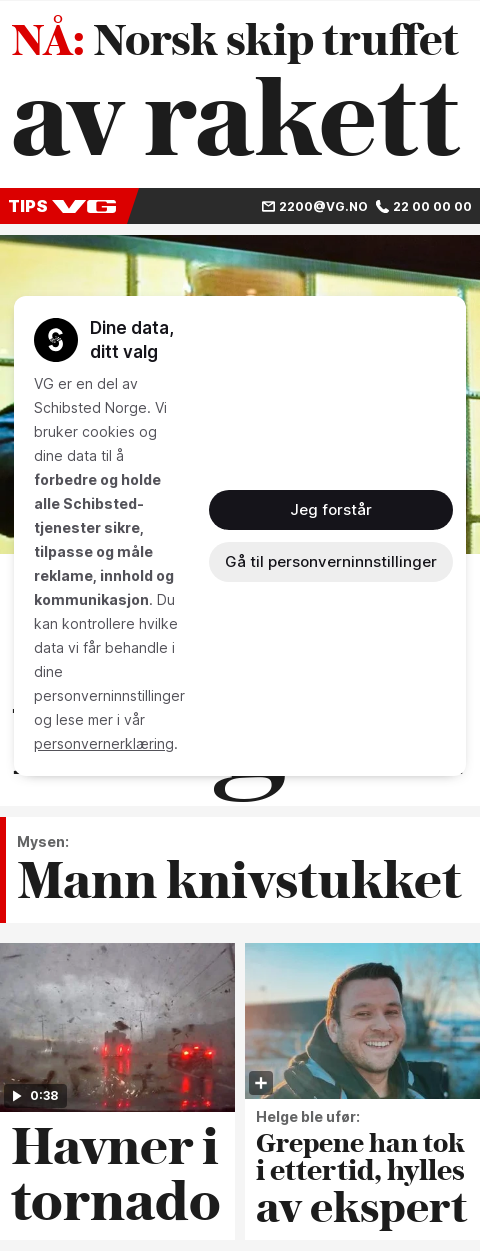 NÅ: Norsk skip truffet
av rakett
TIPS VG
2200@VG.NO 22 00 00 00
Dine data,
ditt valg
VG er en del av
Schibsted Norge. Vi
bruker cookies og
dine data til å
forbedre og holde
alle Schibsted-
tjenester sikre,
tilpasse og måle
reklame, innhold og
kommunikasjon. Du
kan kontrollere hvilke
data vi får behandle i
dine
personverninnstillinger
og lese mer i vår
personvernerklæring.
Jeg forstår
Gå til personverninnstillinger
Mysen:
Mann knivstukket
0:38
Havner i
tornado
Helge ble ufør:
Grepene han tok
i ettertid, hylles
av ekspert